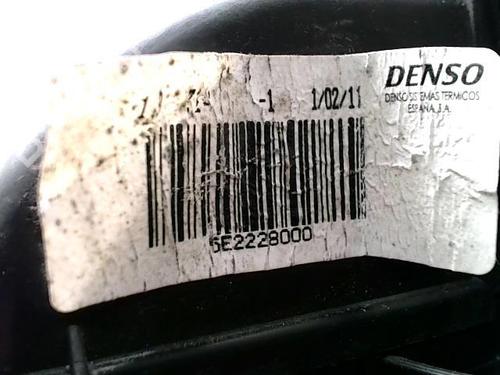 DENSO
DENSO SISTEMAS TERMICOS
ESPAÑA, S.A.
-1 1/02/11
5E2228000